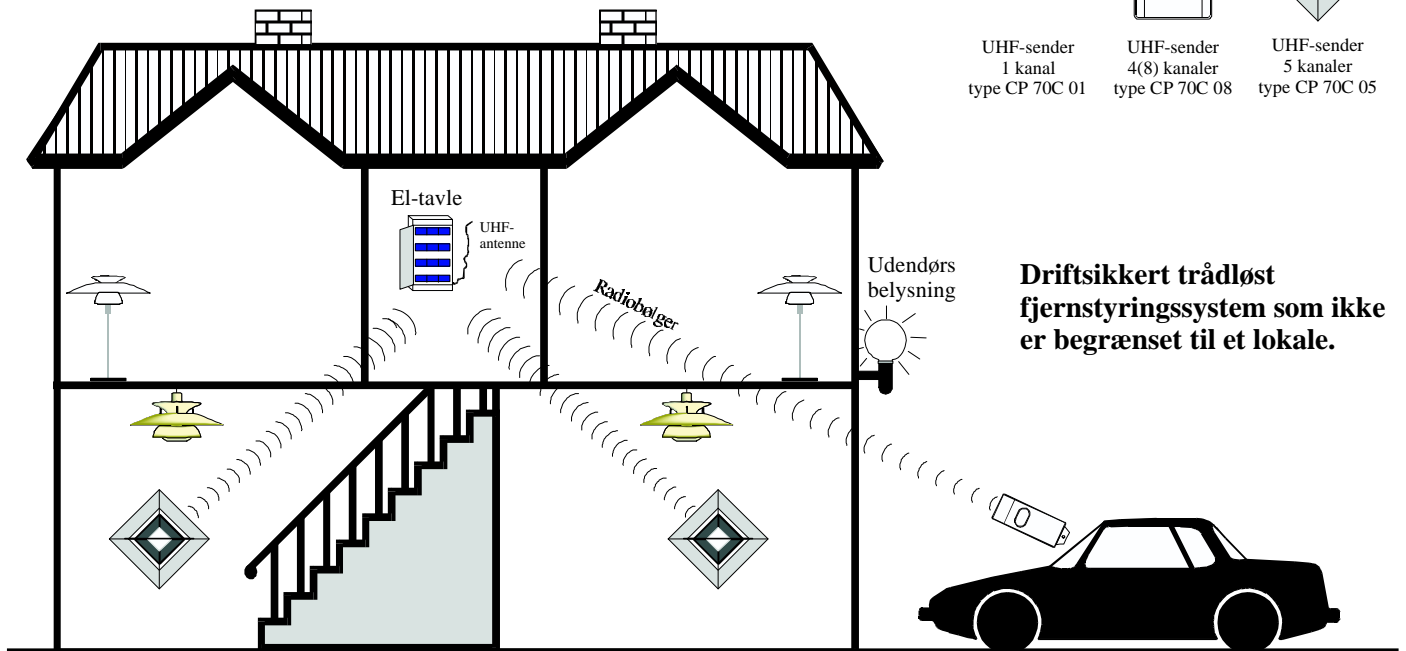 UHF-sender
1 kanal
type CP 70C 01
UHF-sender
4(8) kanaler
type CP 70C 08
UHF-sender
5 kanaler
type CP 70C 05
El-tavle
UHF-
antenne
Radiobølger
Udendørs
belysning
Driftsikkert trådløst
fjernstyringssystem som ikke
er begrænset til et lokale.